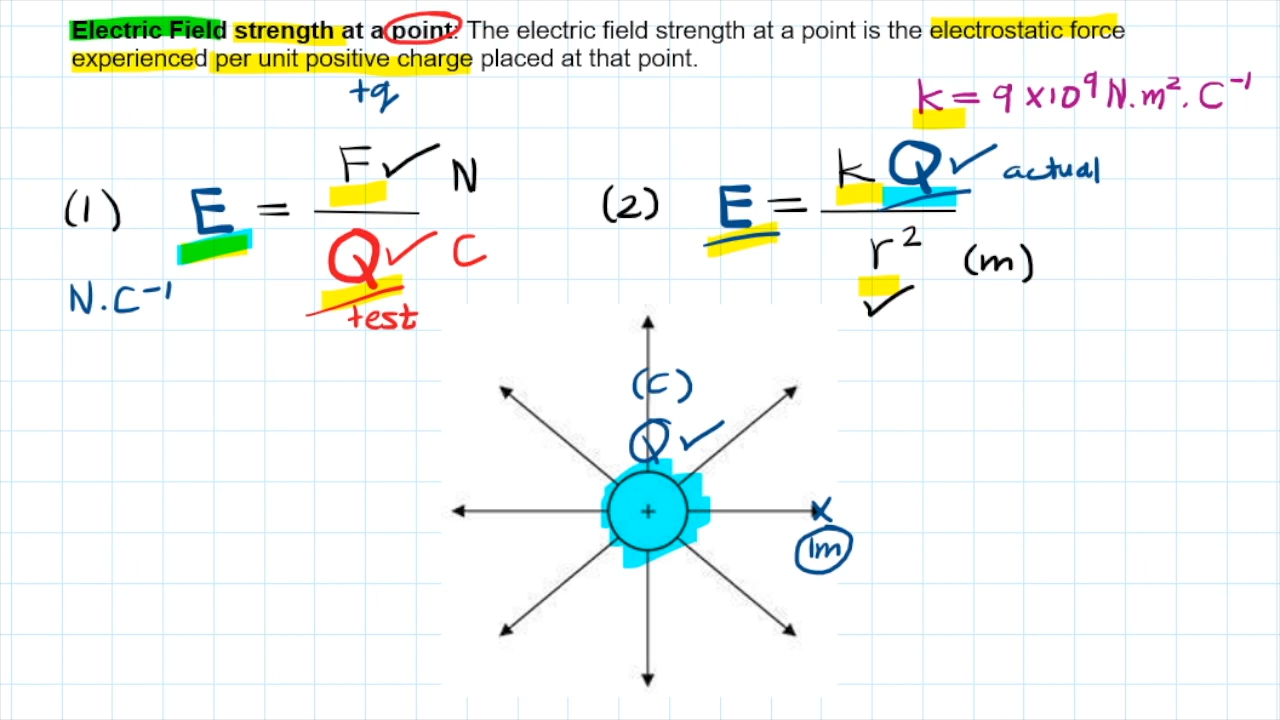 Electric Field strength at a point: The electric field strength at a point is the electrostatic force
experienced per unit positive charge placed at that point.
+q
k = 9 × 10⁹ N.m². C⁻¹
(1) E = F N
Q C
test
N.C⁻¹
(2) E = k Q actual
r² (m)
(C)
Q
+
x
1m